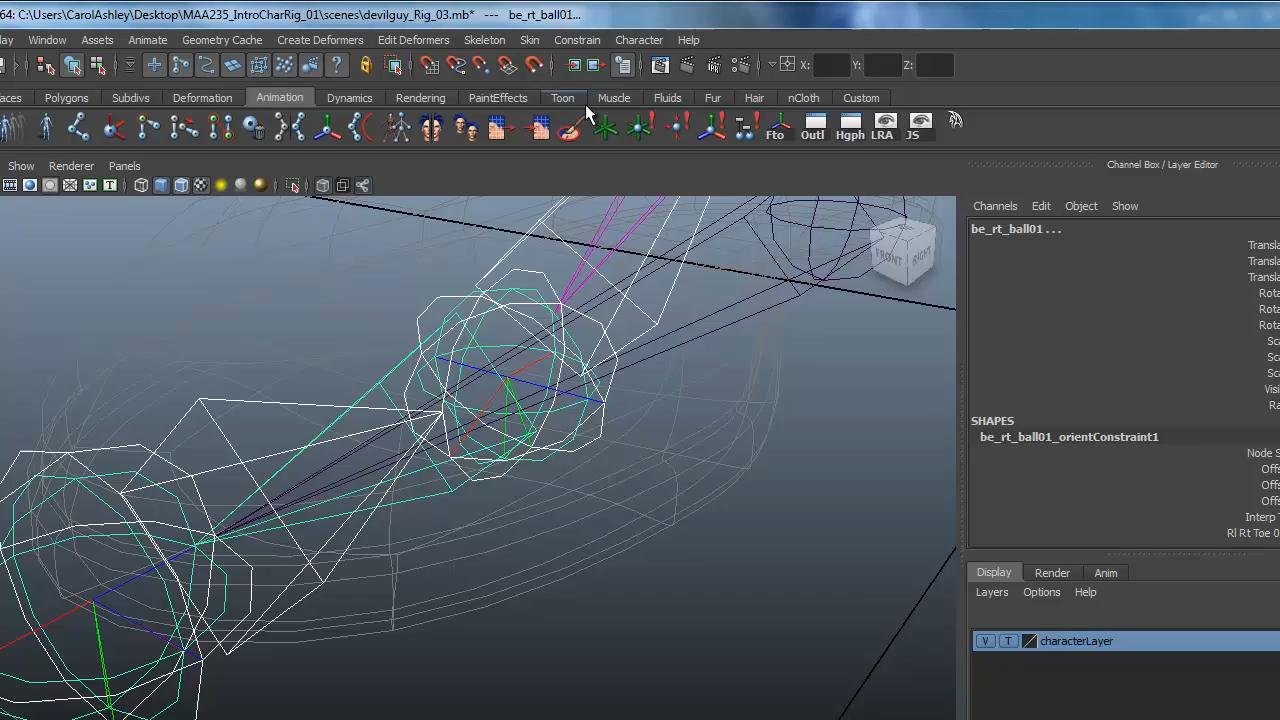 64: C:\Users\CarolAshley\Desktop\MAA235_IntroCharRig_01\scenes\devilguy_Rig_03.mb* --- be_rt_ball01...
lay Window Assets Animate Geometry Cache Create Deformers Edit Deformers Skeleton Skin Constrain Character Help
X: Y: Z:
aces Polygons Subdivs Deformation Animation Dynamics Rendering PaintEffects Toon Muscle Fluids Fur Hair nCloth Custom
Fto Outl Hgph LRA JS
Show Renderer Panels
Channel Box / Layer Editor
Channels Edit Object Show
be_rt_ball01 . . .
Transla
Transla
Transla
Rota
Rota
Rota
Sca
Sca
Sca
Visi
Ra
SHAPES
be_rt_ball01_orientConstraint1
Node S
Offs
Offs
Offs
Interp T
Rl Rt Toe 0
FRONT RIGHT
Display Render Anim
Layers Options Help
V T characterLayer